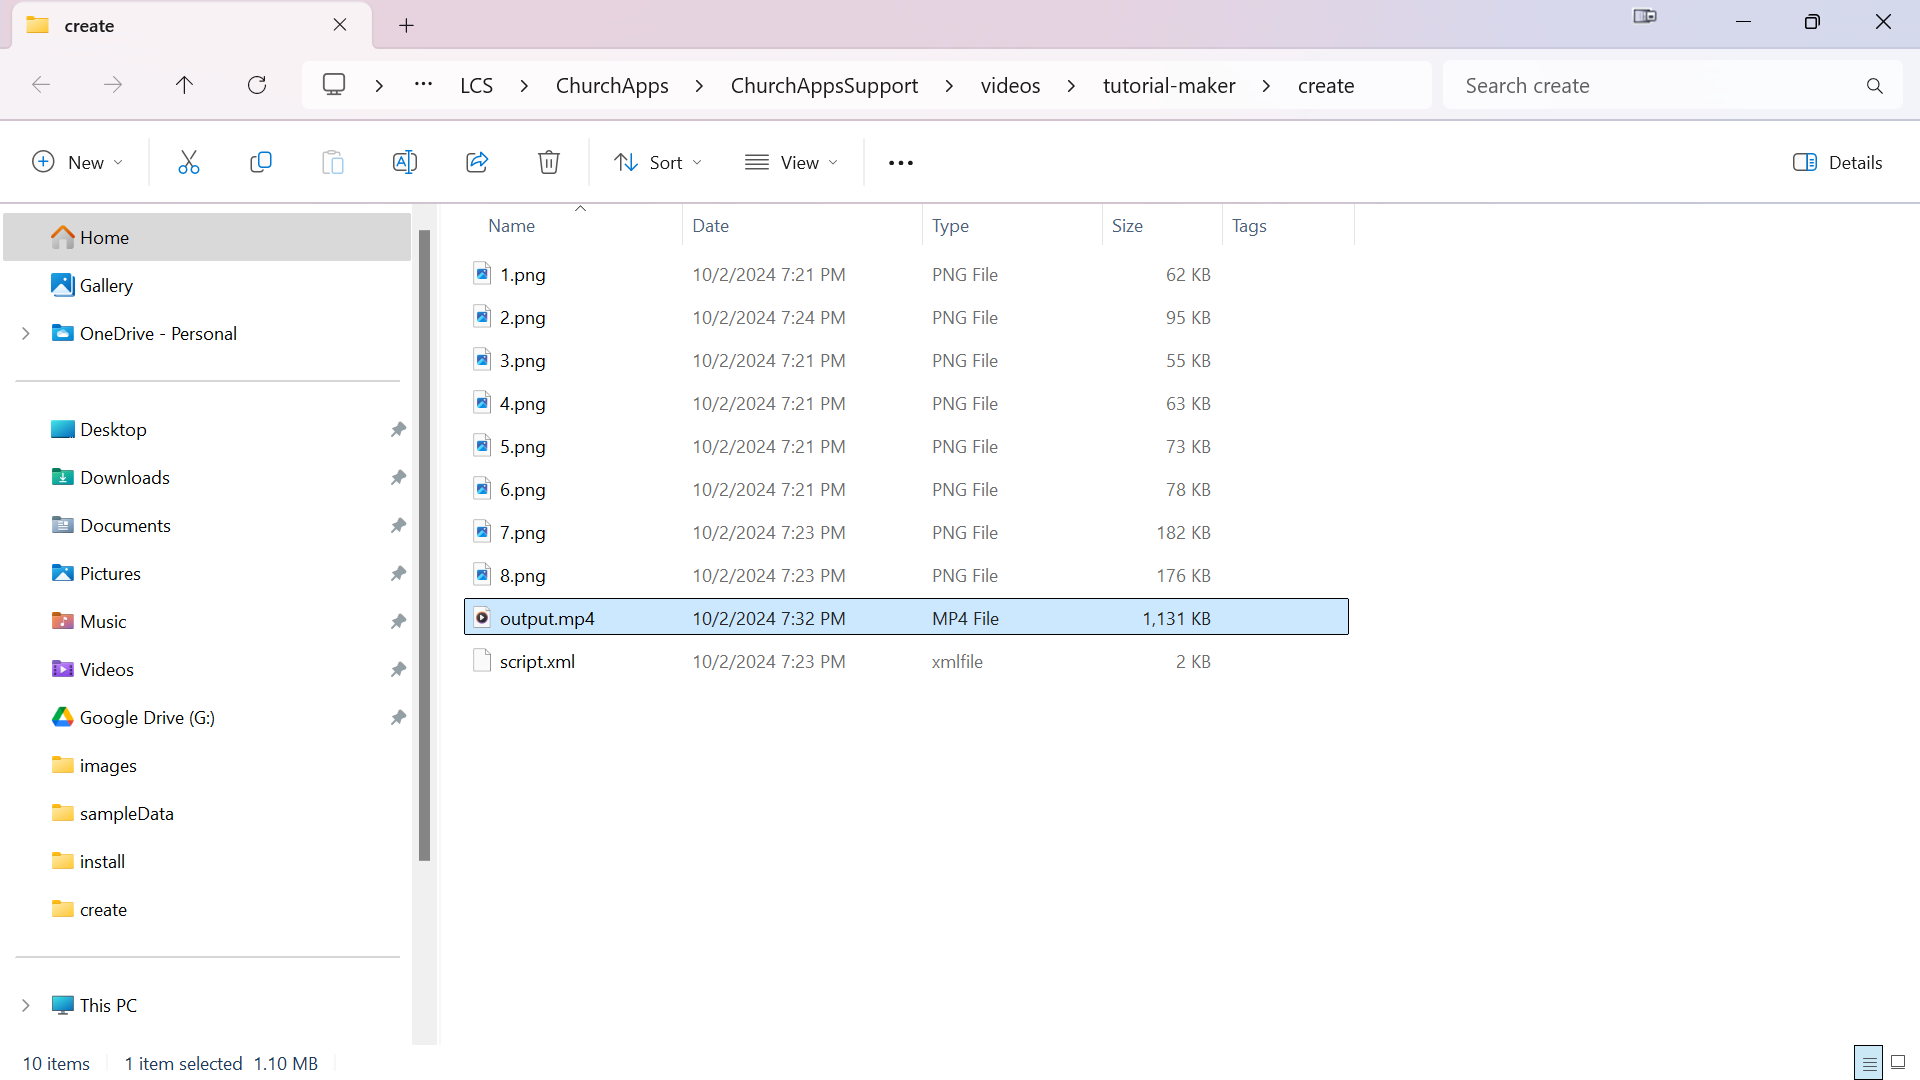 create
LCS ChurchApps ChurchAppsSupport videos tutorial-maker create
Search create
New Sort View Details
Home
Gallery
OneDrive - Personal
Desktop
Downloads
Documents
Pictures
Music
Videos
Google Drive (G:)
images
sampleData
install
create
This PC
Name Date Type Size Tags
1.png 10/2/2024 7:21 PM PNG File 62 KB
2.png 10/2/2024 7:24 PM PNG File 95 KB
3.png 10/2/2024 7:21 PM PNG File 55 KB
4.png 10/2/2024 7:21 PM PNG File 63 KB
5.png 10/2/2024 7:21 PM PNG File 73 KB
6.png 10/2/2024 7:21 PM PNG File 78 KB
7.png 10/2/2024 7:23 PM PNG File 182 KB
8.png 10/2/2024 7:23 PM PNG File 176 KB
output.mp4 10/2/2024 7:32 PM MP4 File 1,131 KB
script.xml 10/2/2024 7:23 PM xmlfile 2 KB
10 items 1 item selected 1.10 MB